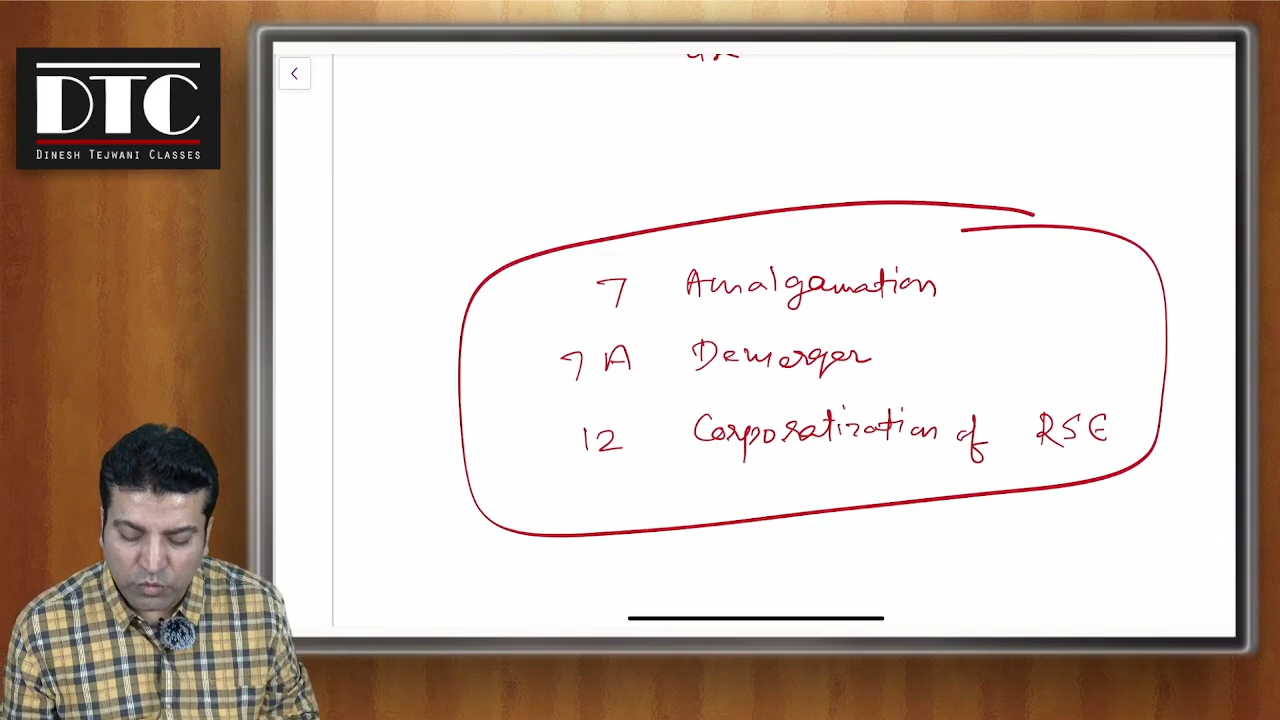 DTC
DINESH TEJWANI CLASSES
7 Amalgamation
7A Demerger
12 Corporatization of RSE